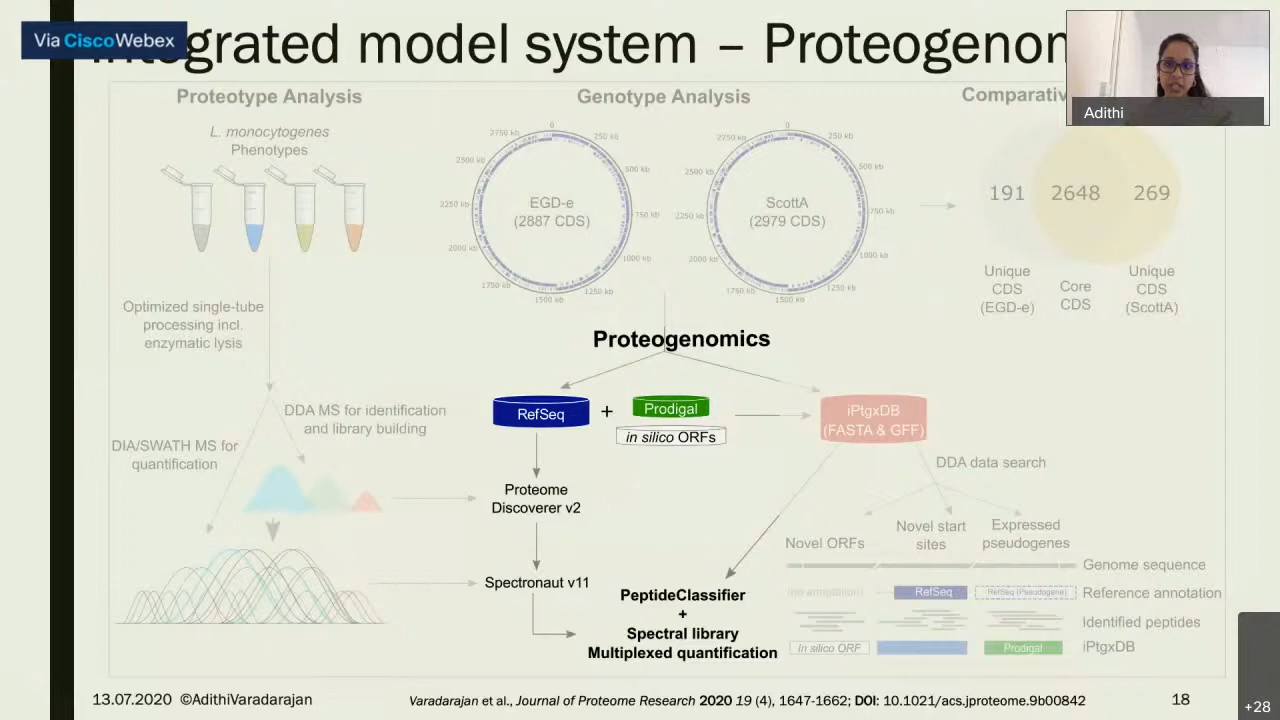 Via CiscoWebex
Integrated model system – Proteogenom
Adithi
Proteotype Analysis
Genotype Analysis
Comparativ
L. monocytogenes
Phenotypes
0
250 kb
500 kb
750 kb
1000 kb
1250 kb
1500 kb
1750 kb
2000 kb
2250 kb
2500 kb
2750 kb
EGD-e
(2887 CDS)
0
250 kb
500 kb
750 kb
1000 kb
1250 kb
1500 kb
1750 kb
2000 kb
2250 kb
2500 kb
2750 kb
ScottA
(2979 CDS)
191
2648
269
Unique
CDS
(EGD-e)
Core
CDS
Unique
CDS
(ScottA)
Optimized single-tube
processing incl.
enzymatic lysis
DDA MS for identification
and library building
DIA/SWATH MS for
quantification
Proteogenomics
RefSeq
+
Prodigal
in silico ORFs
iPtgxDB
(FASTA & GFF)
Proteome
Discoverer v2
Spectronaut v11
PeptideClassifier
+
Spectral library
Multiplexed quantification
DDA data search
Novel ORFs
Novel start
sites
Expressed
pseudogenes
Genome sequence
(no annotation)
RefSeq
RefSeq (Pseudogene)
Reference annotation
Identified peptides
In silico ORF
Prodigal
iPtgxDB
13.07.2020 ©AdithiVaradarajan
Varadarajan et al., Journal of Proteome Research 2020 19 (4), 1647-1662; DOI: 10.1021/acs.jproteome.9b00842
18
+28